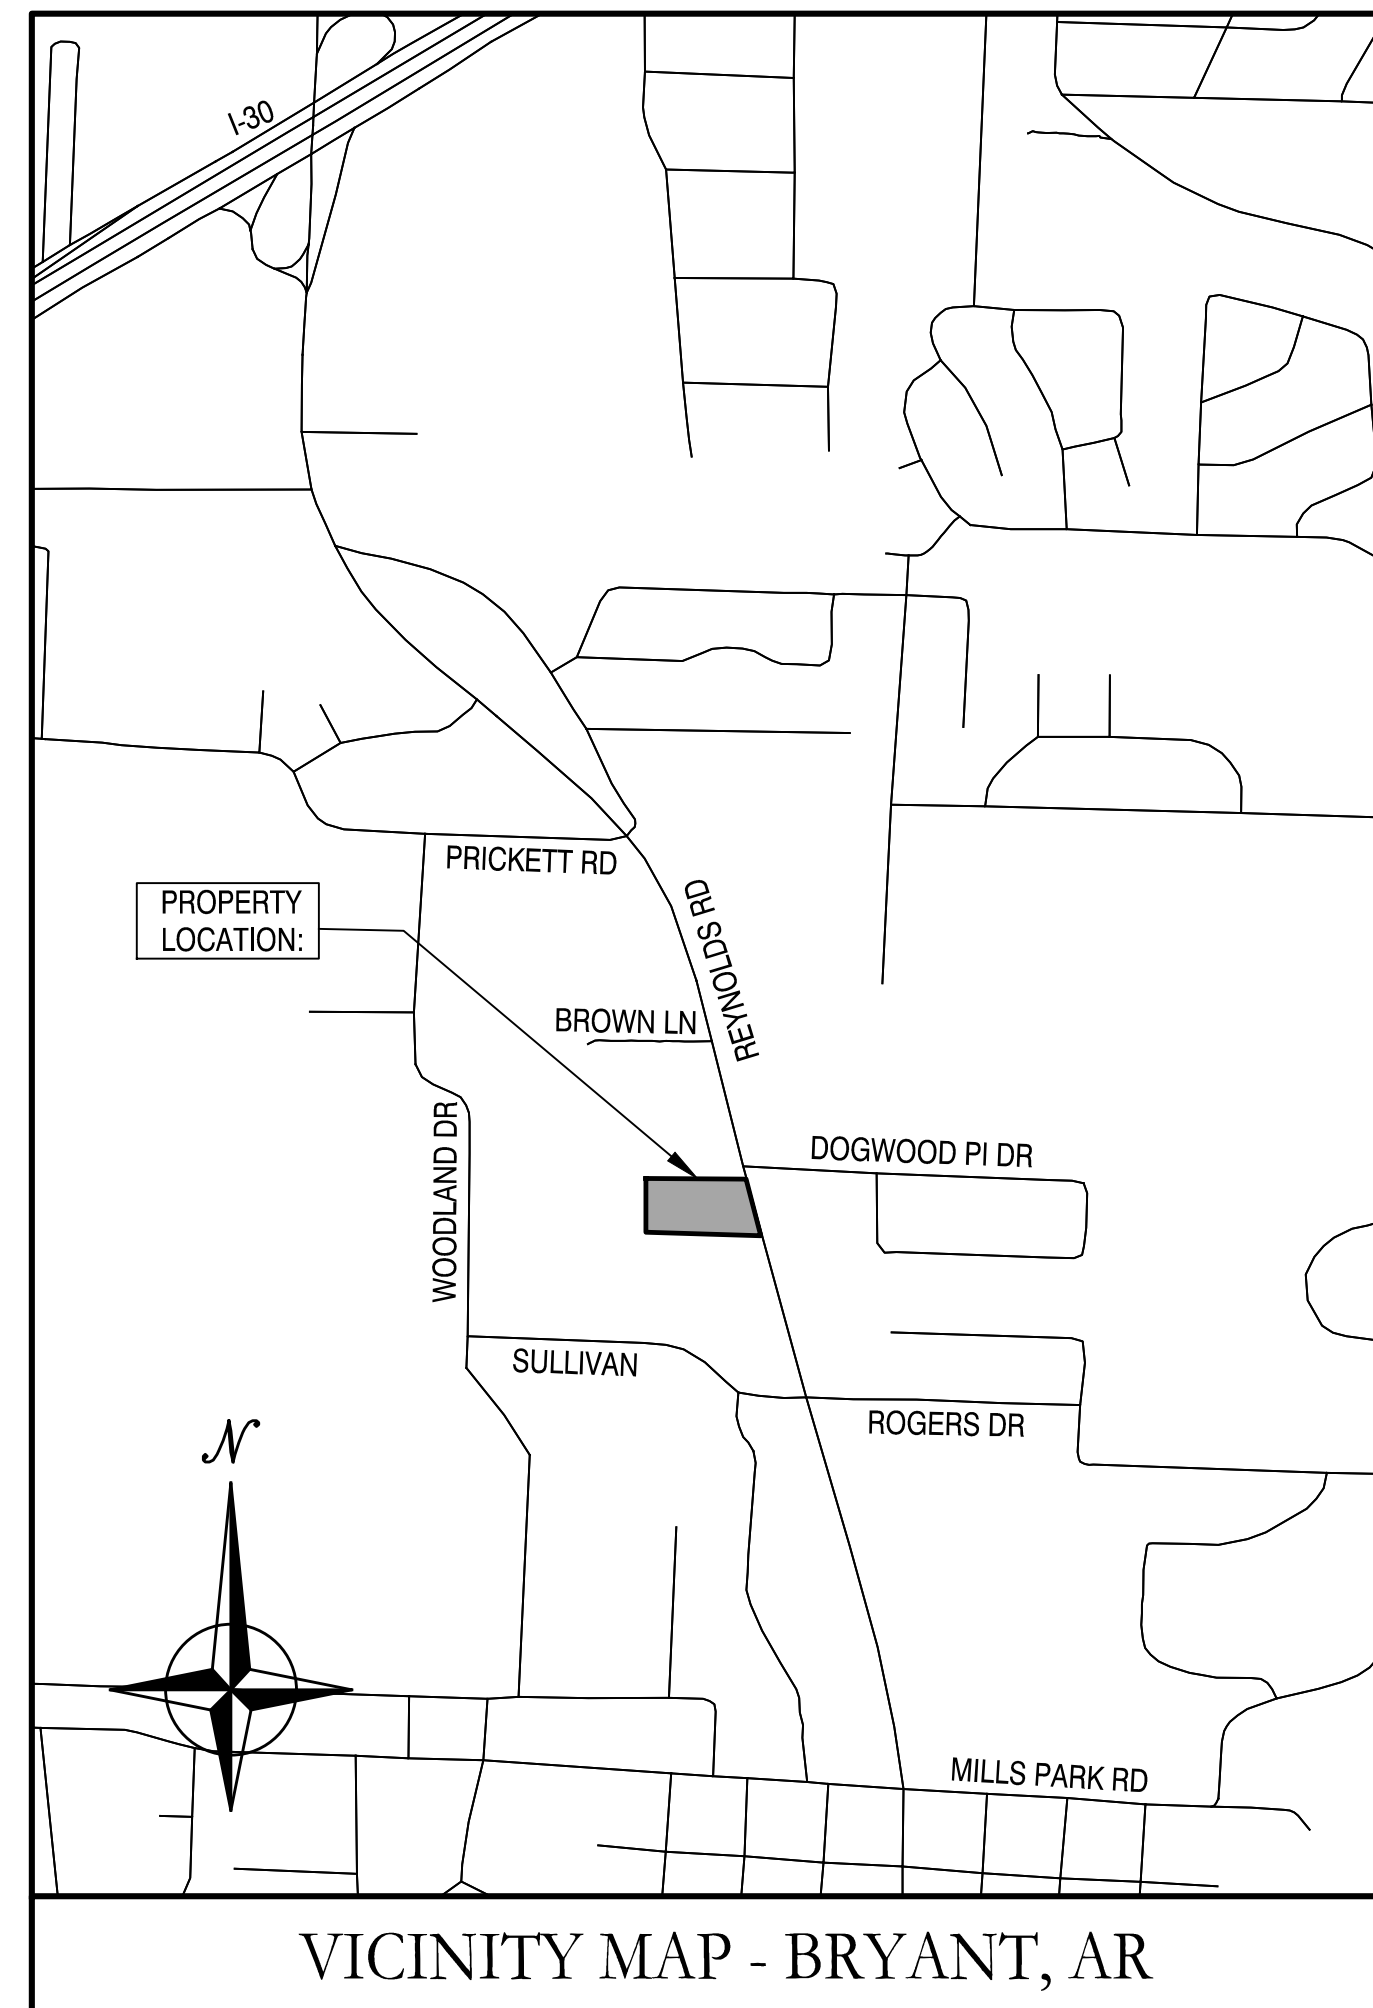 I-30
PRICKETT RD
PROPERTY
LOCATION:
REYNOLDS RD
BROWN LN
WOODLAND DR
DOGWOOD PI DR
SULLIVAN
ROGERS DR
N
MILLS PARK RD
VICINITY MAP - BRYANT, AR